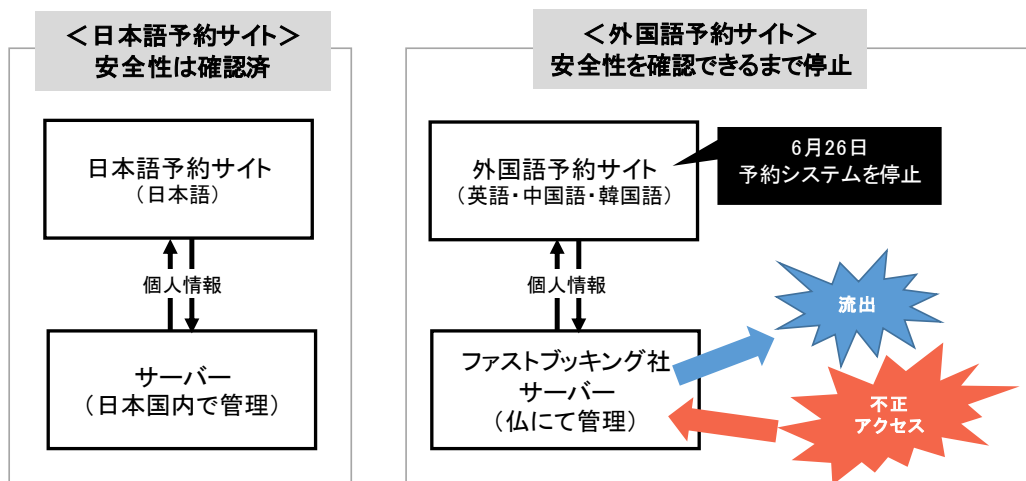 ＜日本語予約サイト＞
安全性は確認済
日本語予約サイト
（日本語）
個人情報
サーバー
（日本国内で管理）
＜外国語予約サイト＞
安全性を確認できるまで停止
外国語予約サイト
（英語・中国語・韓国語）
6月26日
予約システムを停止
個人情報
ファストブッキング社
サーバー
（仏にて管理）
流出
不正
アクセス